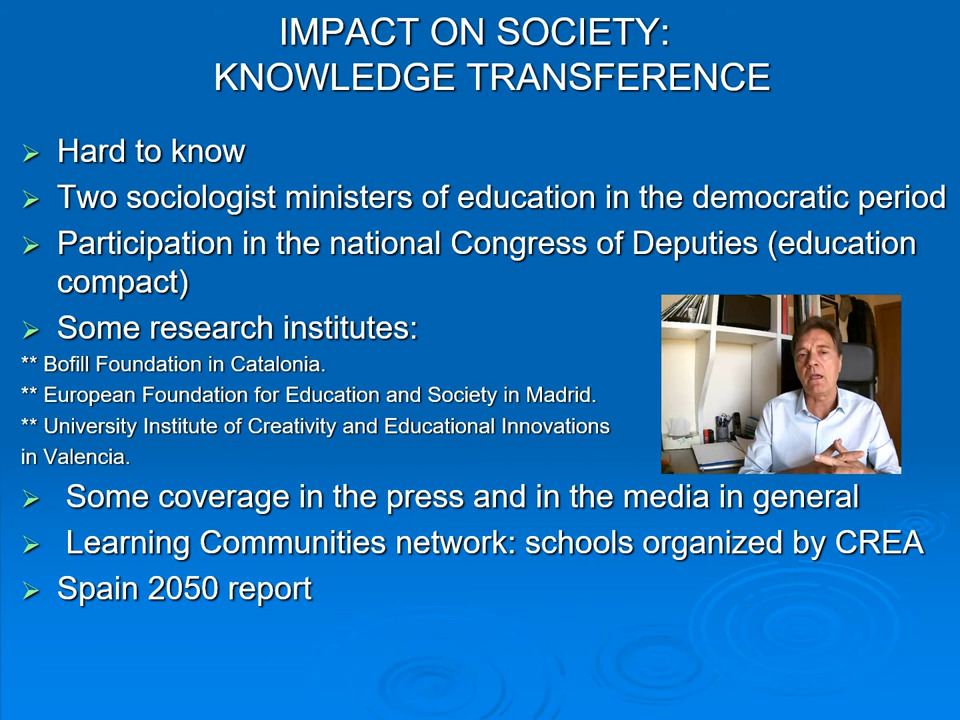 IMPACT ON SOCIETY:
KNOWLEDGE TRANSFERENCE
Hard to know
Two sociologist ministers of education in the democratic period
Participation in the national Congress of Deputies (education
compact)
Some research institutes:
** Bofill Foundation in Catalonia.
** European Foundation for Education and Society in Madrid.
** University Institute of Creativity and Educational Innovations
in Valencia.
Some coverage in the press and in the media in general
Learning Communities network: schools organized by CREA
Spain 2050 report